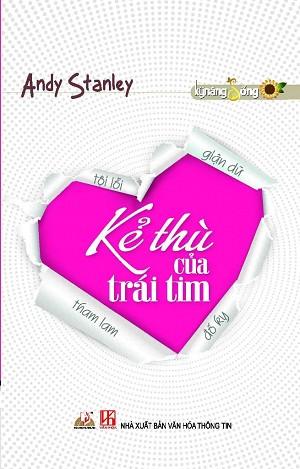 Andy Stanley
kỹ năng Sống
tội lỗi
giận dữ
Kẻ thù
của
trái tim
tham lam
đố kỵ
NHÀ XUẤT BẢN VĂN HÓA THÔNG TIN